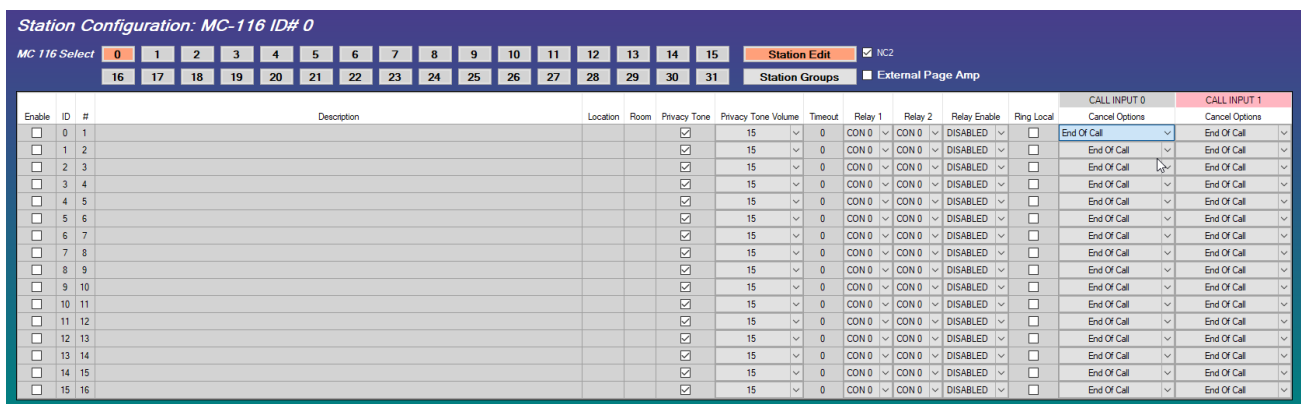 Station Configuration: MC-116 ID# 0
MC 116 Select 0 1 2 3 4 5 6 7 8 9 10 11 12 13 14 15 Station Edit NC2
16 17 18 19 20 21 22 23 24 25 26 27 28 29 30 31 Station Groups External Page Amp
CALL INPUT 0 CALL INPUT 1
Enable ID # Description Location Room Privacy Tone Privacy Tone Volume Timeout Relay 1 Relay 2 Relay Enable Ring Local Cancel Options Cancel Options
0 1 15 0 CON 0 CON 0 DISABLED End Of Call End Of Call
1 2 15 0 CON 0 CON 0 DISABLED End Of Call End Of Call
2 3 15 0 CON 0 CON 0 DISABLED End Of Call End Of Call
3 4 15 0 CON 0 CON 0 DISABLED End Of Call End Of Call
4 5 15 0 CON 0 CON 0 DISABLED End Of Call End Of Call
5 6 15 0 CON 0 CON 0 DISABLED End Of Call End Of Call
6 7 15 0 CON 0 CON 0 DISABLED End Of Call End Of Call
7 8 15 0 CON 0 CON 0 DISABLED End Of Call End Of Call
8 9 15 0 CON 0 CON 0 DISABLED End Of Call End Of Call
9 10 15 0 CON 0 CON 0 DISABLED End Of Call End Of Call
10 11 15 0 CON 0 CON 0 DISABLED End Of Call End Of Call
11 12 15 0 CON 0 CON 0 DISABLED End Of Call End Of Call
12 13 15 0 CON 0 CON 0 DISABLED End Of Call End Of Call
13 14 15 0 CON 0 CON 0 DISABLED End Of Call End Of Call
14 15 15 0 CON 0 CON 0 DISABLED End Of Call End Of Call
15 16 15 0 CON 0 CON 0 DISABLED End Of Call End Of Call